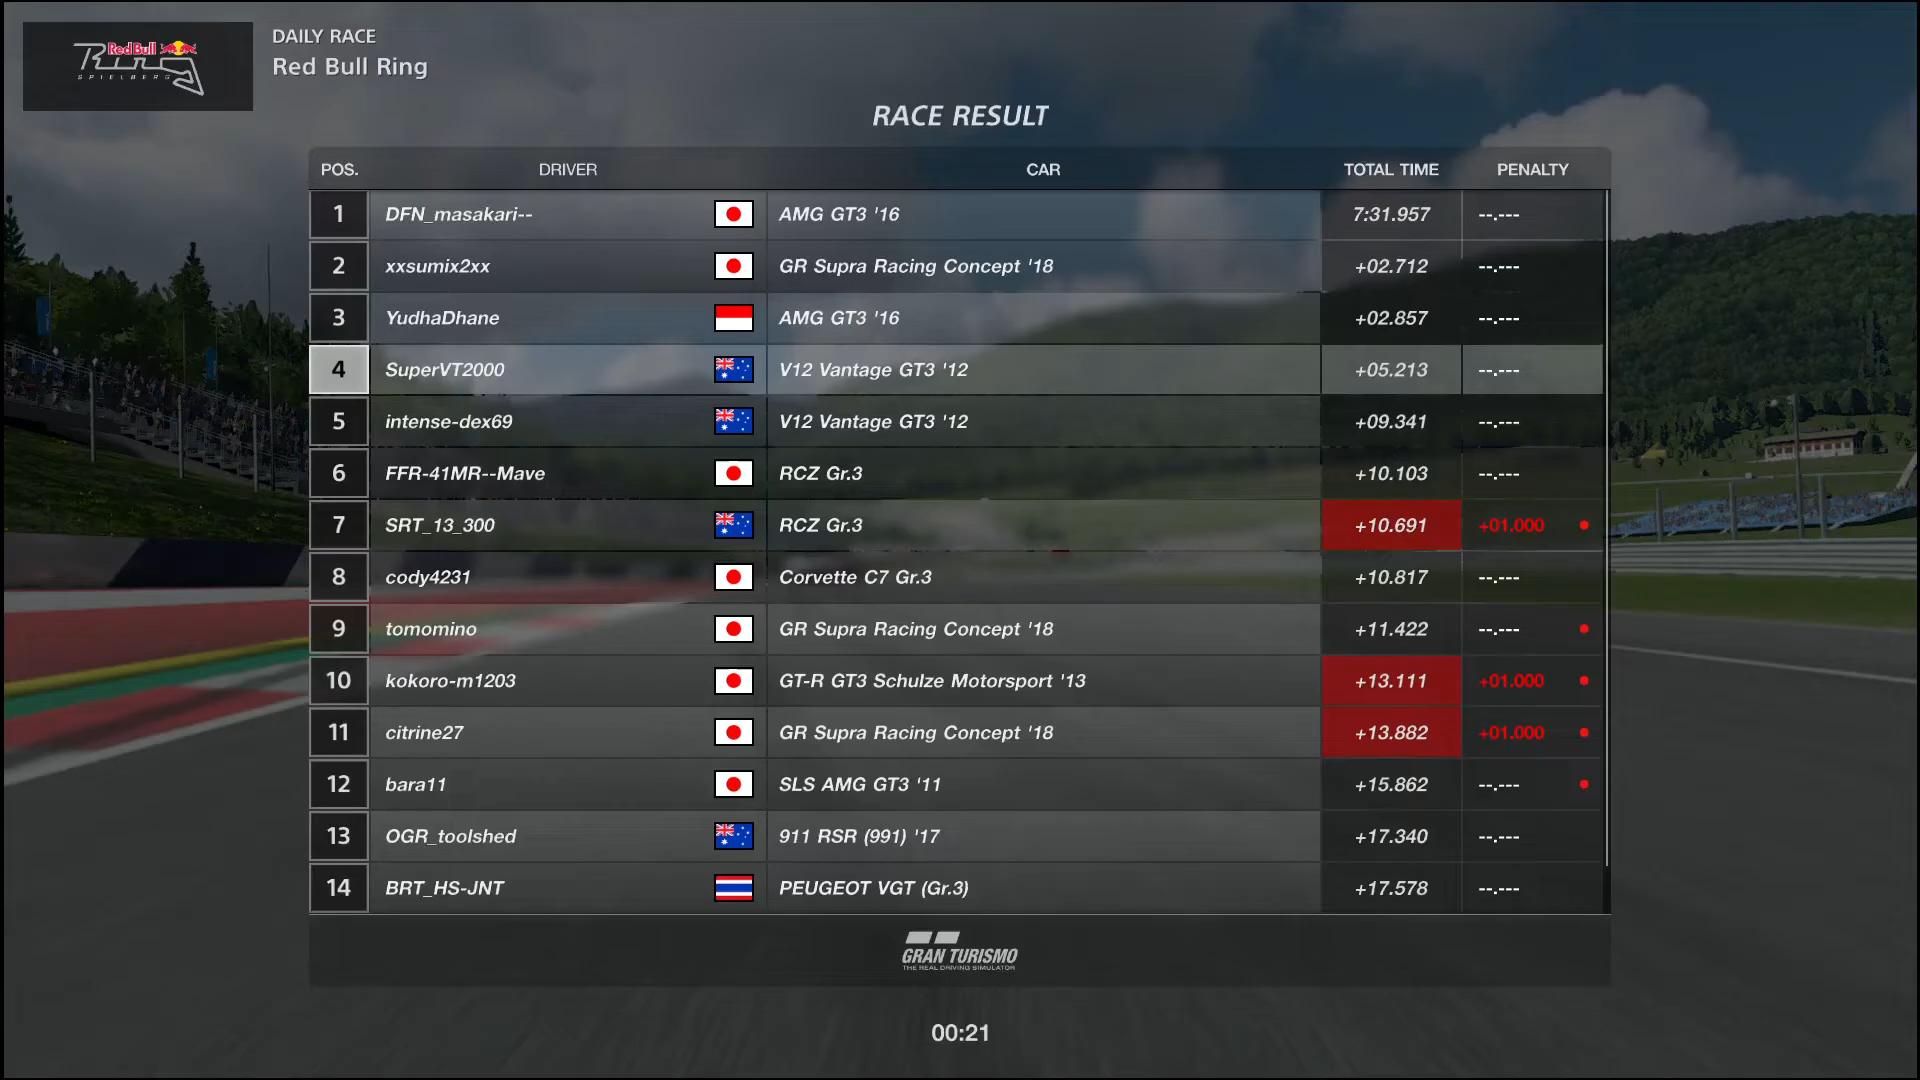 Red Bull
Ring
SPIELBERG
DAILY RACE
Red Bull Ring
RACE RESULT
POS. DRIVER CAR TOTAL TIME PENALTY
1 DFN_masakari-- AMG GT3 '16 7:31.957 --.---
2 xxsumix2xx GR Supra Racing Concept '18 +02.712 --.---
3 YudhaDhane AMG GT3 '16 +02.857 --.---
4 SuperVT2000 V12 Vantage GT3 '12 +05.213 --.---
5 intense-dex69 V12 Vantage GT3 '12 +09.341 --.---
6 FFR-41MR--Mave RCZ Gr.3 +10.103 --.---
7 SRT_13_300 RCZ Gr.3 +10.691 +01.000
8 cody4231 Corvette C7 Gr.3 +10.817 --.---
9 tomomino GR Supra Racing Concept '18 +11.422 --.---
10 kokoro-m1203 GT-R GT3 Schulze Motorsport '13 +13.111 +01.000
11 citrine27 GR Supra Racing Concept '18 +13.882 +01.000
12 bara11 SLS AMG GT3 '11 +15.862 --.---
13 OGR_toolshed 911 RSR (991) '17 +17.340 --.---
14 BRT_HS-JNT PEUGEOT VGT (Gr.3) +17.578 --.---
GRAN TURISMO
THE REAL DRIVING SIMULATOR
00:21